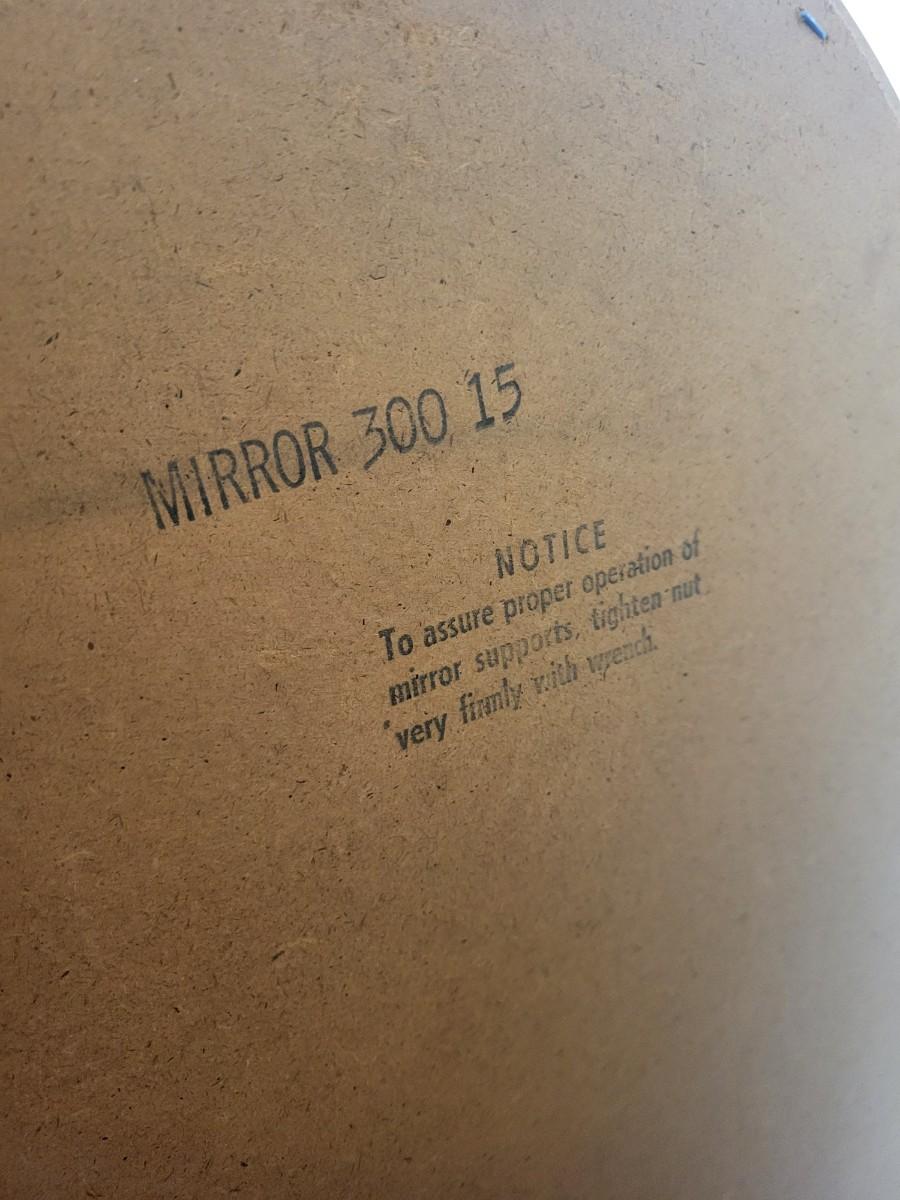 MIRROR 300 15
NOTICE
To assure proper operation of
mirror supports, tighten nut
very firmly with wrench.